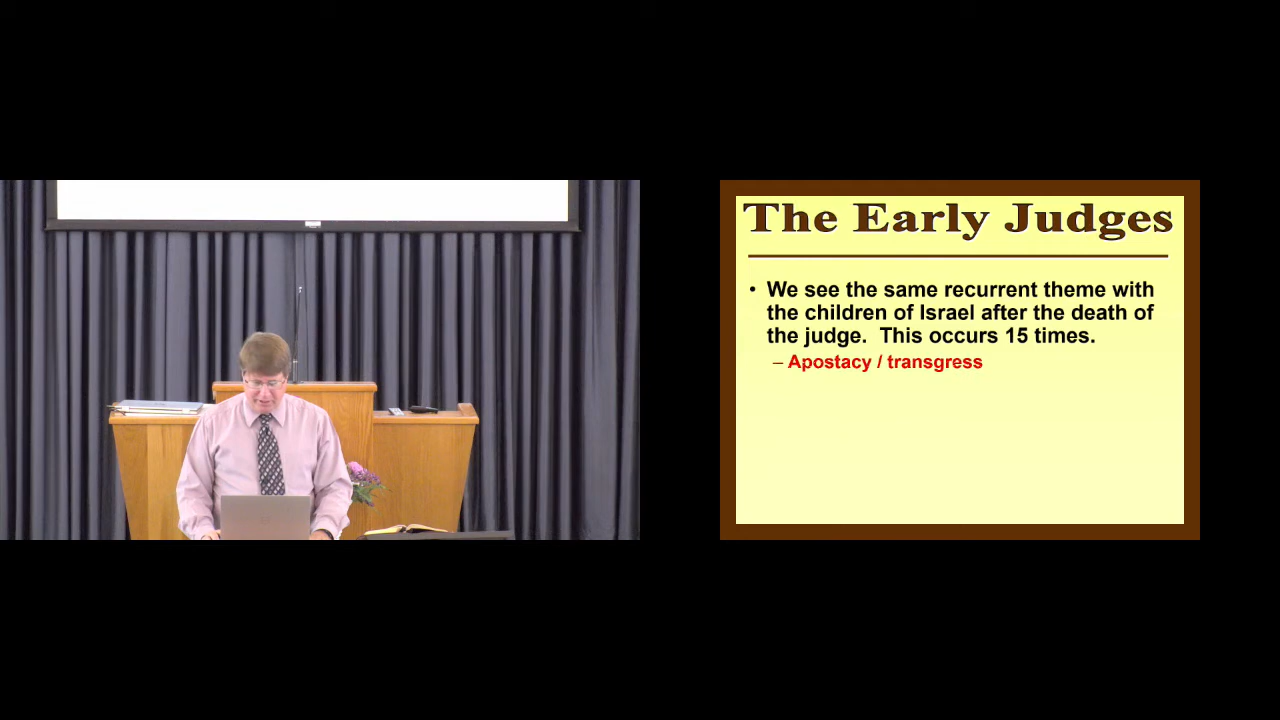 The Early Judges
• We see the same recurrent theme with
the children of Israel after the death of
the judge.  This occurs 15 times.
– Apostacy / transgress